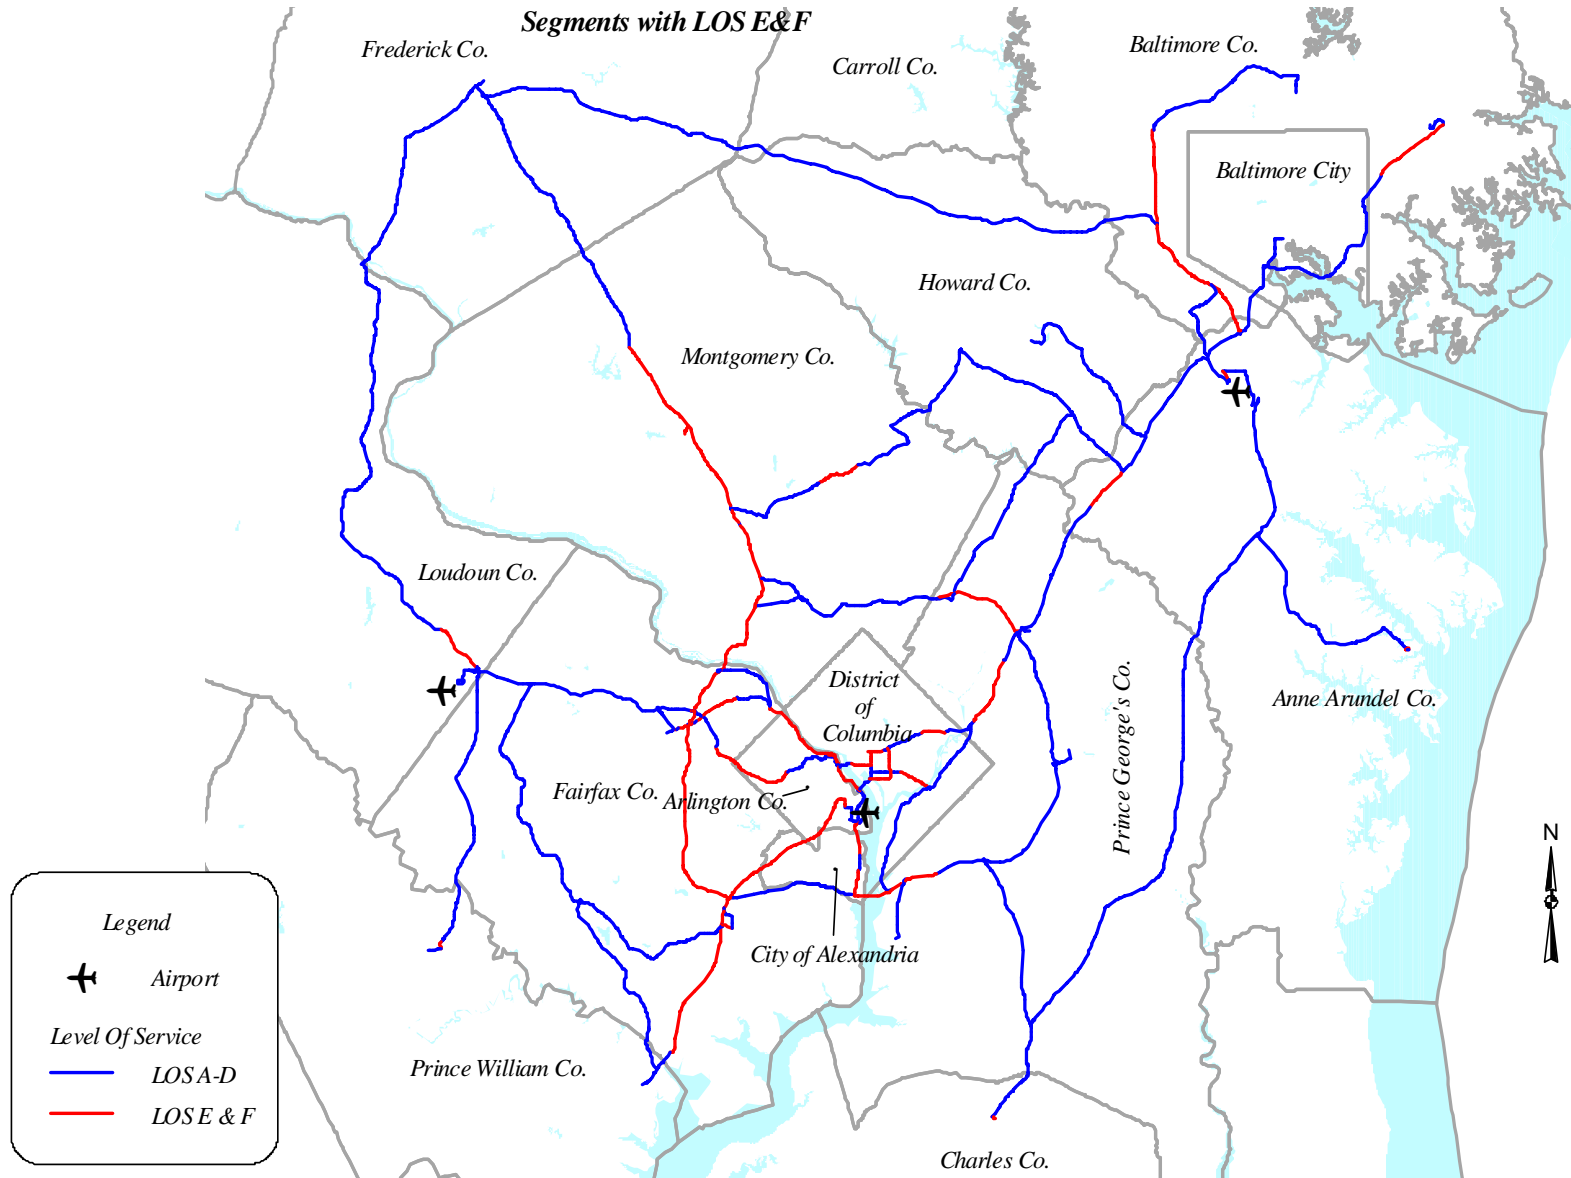 Segments with LOS E&F
Frederick Co.
Carroll Co.
Baltimore Co.
Baltimore City
Howard Co.
Montgomery Co.
Loudoun Co.
District
of
Columbia
Prince George's Co.
Anne Arundel Co.
Fairfax Co.
Arlington Co.
City of Alexandria
Prince William Co.
Charles Co.
N
Legend
Airport
Level Of Service
LOS A-D
LOS E & F